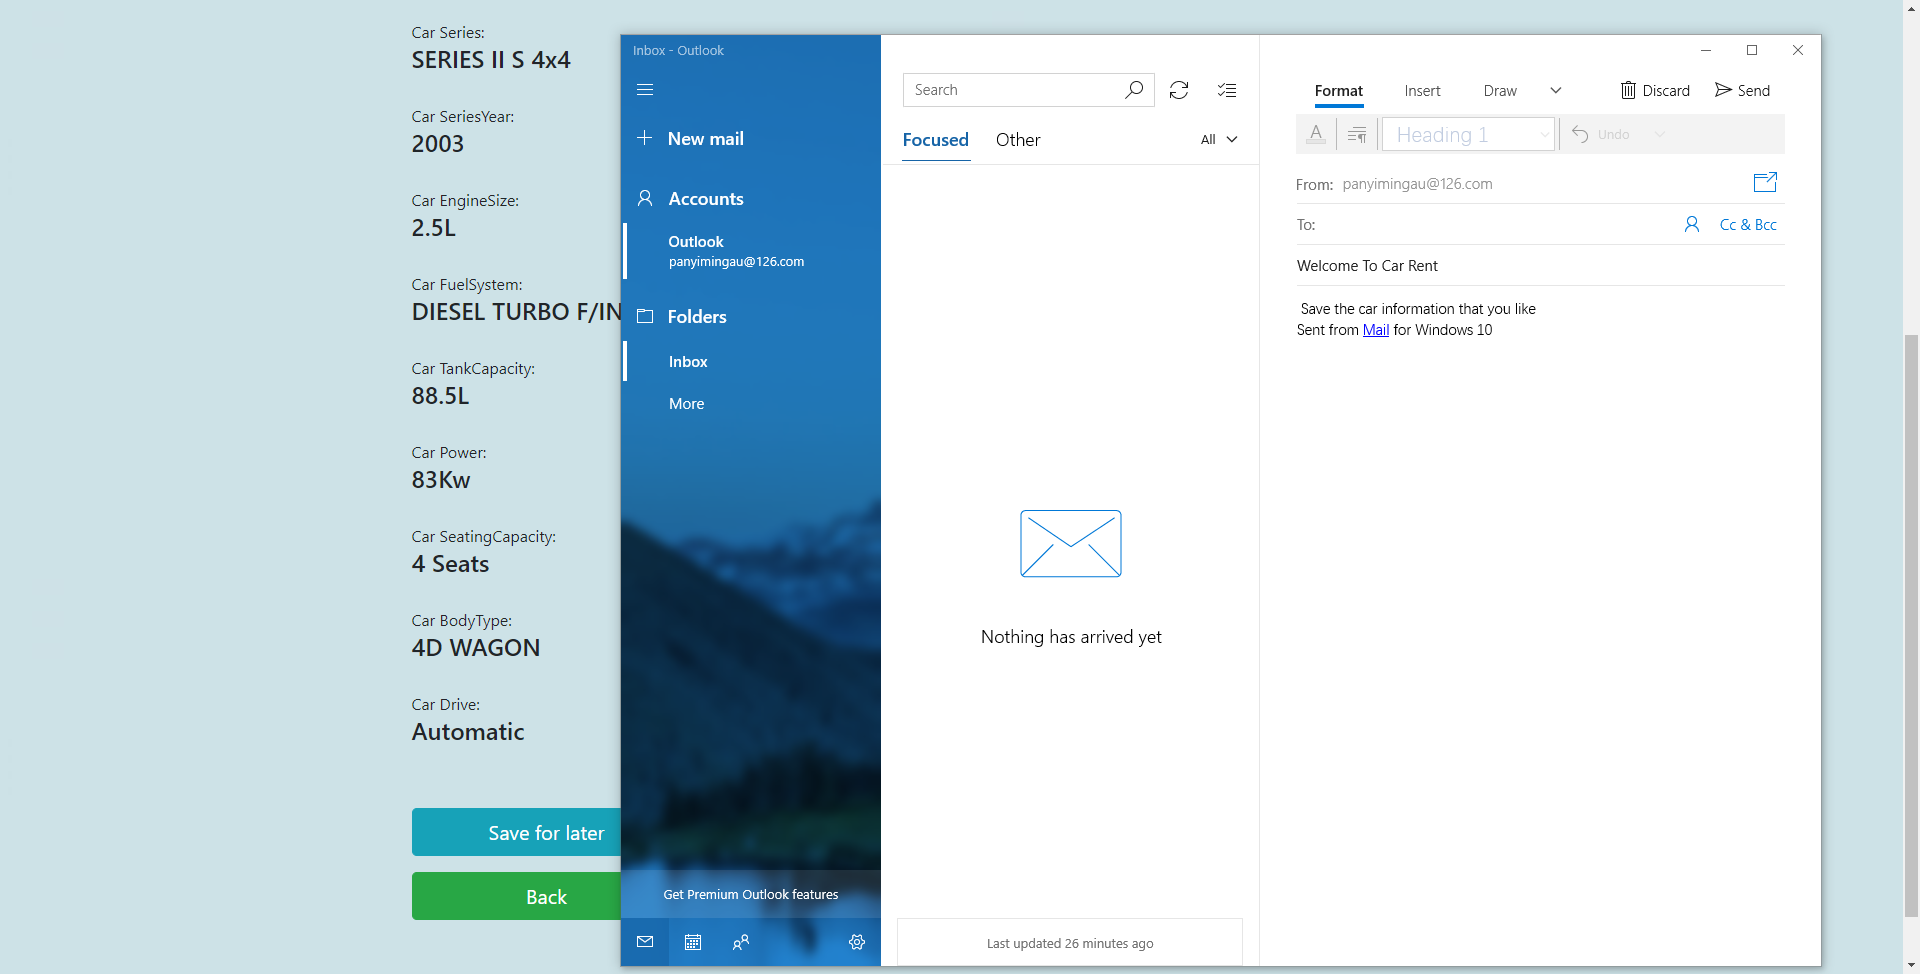 Car Series:
SERIES II S 4x4
Car SeriesYear:
2003
Car EngineSize:
2.5L
Car FuelSystem:
DIESEL TURBO F/IN
Car TankCapacity:
88.5L
Car Power:
83Kw
Car SeatingCapacity:
4 Seats
Car BodyType:
4D WAGON
Car Drive:
Automatic
Save for later
Back
Inbox - Outlook
New mail
Accounts
Outlook
panyimingau@126.com
Folders
Inbox
More
Get Premium Outlook features
Search
Focused Other All
Nothing has arrived yet
Last updated 26 minutes ago
Format Insert Draw Discard Send
A Heading 1 Undo
From: panyimingau@126.com
To: Cc & Bcc
Welcome To Car Rent
Save the car information that you like
Sent from Mail for Windows 10